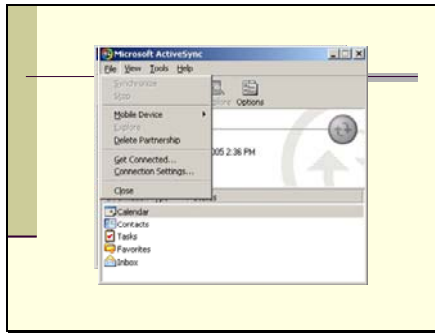 Microsoft ActiveSync
File View Tools Help
Synchronize
Stop
Explore Options
Mobile Device
Explore
Delete Partnership
005 2:36 PM
Get Connected...
Connection Settings...
Close
Calendar
Contacts
Tasks
Favorites
Inbox